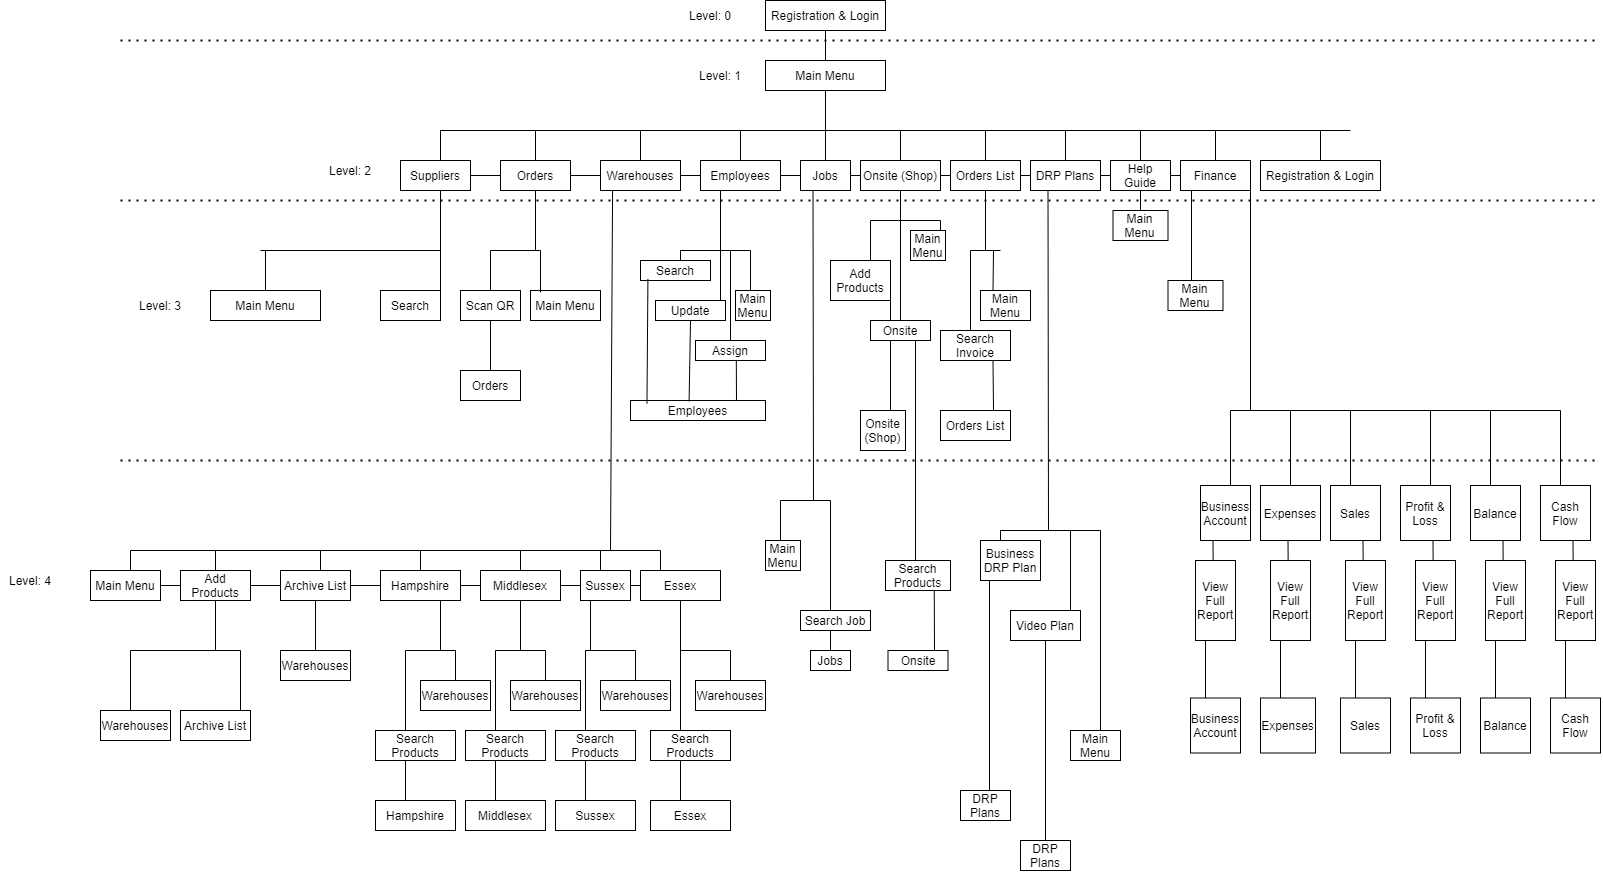 Level: 0
Registration & Login
Level: 1
Main Menu
Level: 2
Suppliers
Orders
Warehouses
Employees
Jobs
Onsite (Shop)
Orders List
DRP Plans
Help
Guide
Finance
Registration & Login
Level: 3
Main Menu
Search
Scan QR
Main Menu
Orders
Search
Update
Main
Menu
Assign
Employees
Add
Products
Main
Menu
Onsite
Onsite
(Shop)
Main
Menu
Search
Invoice
Orders List
Main
Menu
Main
Menu
Level: 4
Main Menu
Add
Products
Archive List
Hampshire
Middlesex
Sussex
Essex
Warehouses
Archive List
Warehouses
Warehouses
Warehouses
Warehouses
Warehouses
Search
Products
Search
Products
Search
Products
Search
Products
Hampshire
Middlesex
Sussex
Essex
Main
Menu
Search Job
Jobs
Search
Products
Onsite
Business
DRP Plan
Video Plan
Main
Menu
DRP
Plans
DRP
Plans
Business
Account
Expenses
Sales
Profit &
Loss
Balance
Cash
Flow
View
Full
Report
View
Full
Report
View
Full
Report
View
Full
Report
View
Full
Report
View
Full
Report
Business
Account
Expenses
Sales
Profit &
Loss
Balance
Cash
Flow